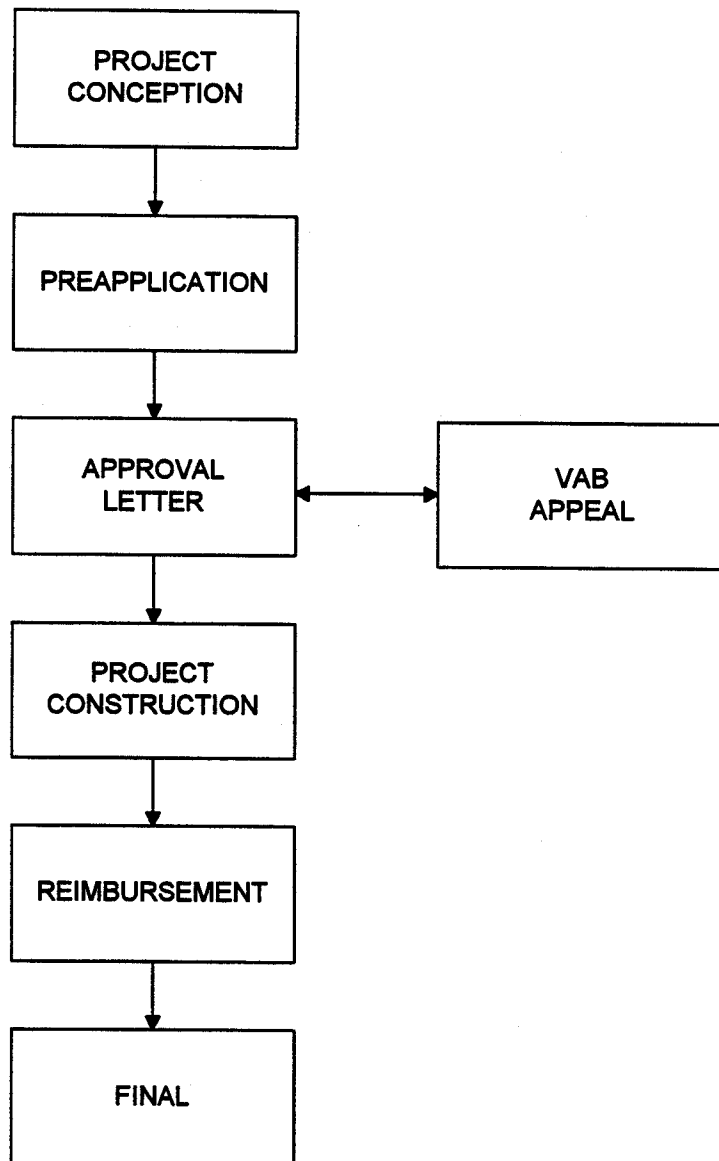 PROJECT
CONCEPTION
PREAPPLICATION
APPROVAL
LETTER
VAB
APPEAL
PROJECT
CONSTRUCTION
REIMBURSEMENT
FINAL